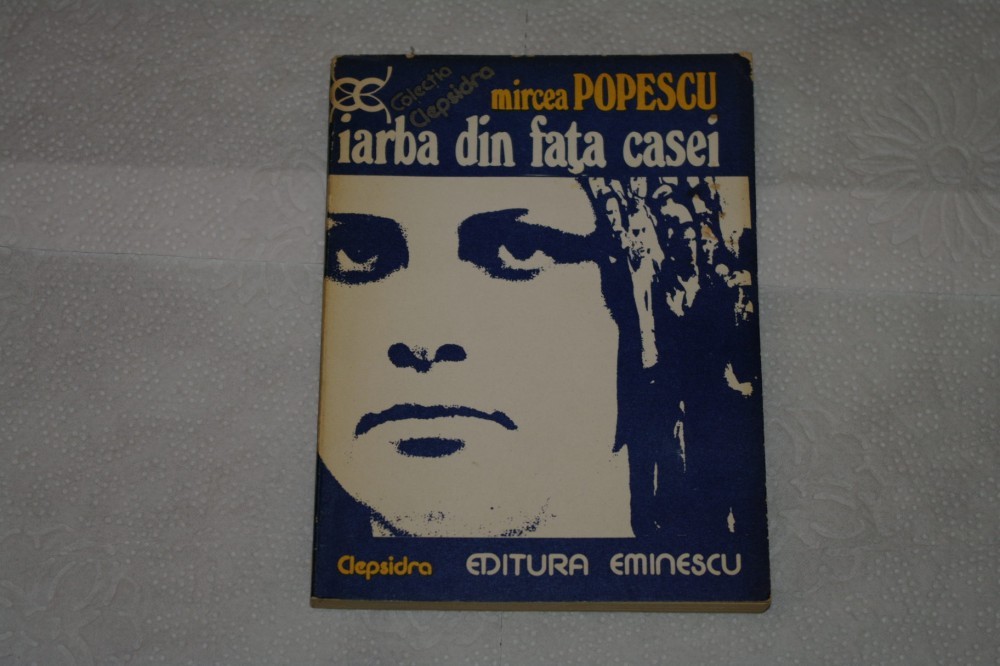 Colecția
Clepsidra
mircea POPESCU
iarba din fața casei
Clepsidra EDITURA EMINESCU